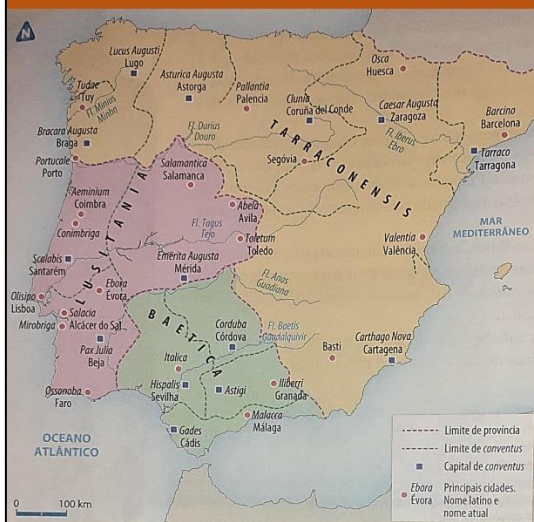 N
Lucus Augusti
Lugo
Asturica Augusta
Astorga
Pallantia
Palencia
Clunia
Coruña del Conde
Osca
Huesca
Caesar Augusta
Zaragoza
Barcino
Barcelona
Tarraco
Tarragona
Tudae
Tuy
Fl. Minius
Minho
Bracara Augusta
Braga
Portucale
Porto
Fl. Durius
Douro
Fl. Iberus
Ebro
TARRACONENSIS
Segóvia
Salamantica
Salamanca
Abela
Avila
Aeminium
Coimbra
Conimbriga
LUSITANIA
Fl. Tagus
Tejo
Toletum
Toledo
Valentia
València
MAR
MEDITERRÂNEO
Scalabis
Santarém
Emerita Augusta
Mérida
Fl. Anas
Guadiana
Olisipo
Lisboa
Ebora
Évora
Salacia
Alcácer do Sal
Mirobriga
Pax Julia
Beja
BAETICA
Corduba
Córdova
Fl. Baetis
Guadalquivir
Basti
Carthago Nova
Cartagena
Italica
Hispalis
Sevilha
Astigi
Iliberri
Granada
Ossonoba
Faro
Malacca
Málaga
Gades
Cádis
OCEANO
ATLÂNTICO
0 100 km
Limite de província
Limite de conventus
Capital de conventus
Ebora
Évora
Principais cidades.
Nome latino e
nome atual